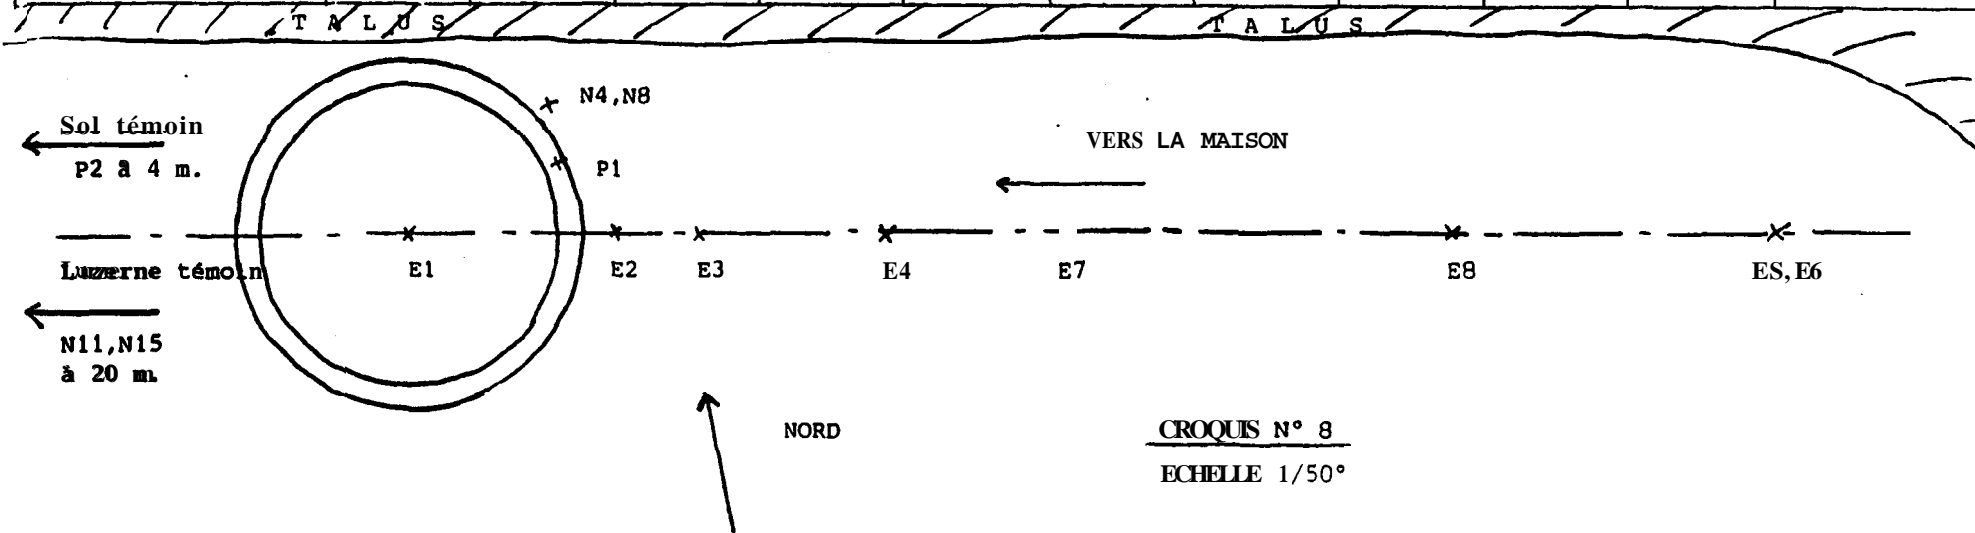 TALUS
TALUS
N4,N8
Sol témoin
P2 à 4 m.
P1
VERS LA MAISON
Luzerne témoin
E1
E2
E3
E4
E7
E8
ES,E6
N11,N15
à 20 m.
NORD
CROQUIS N° 8
ECHELLE 1/50°